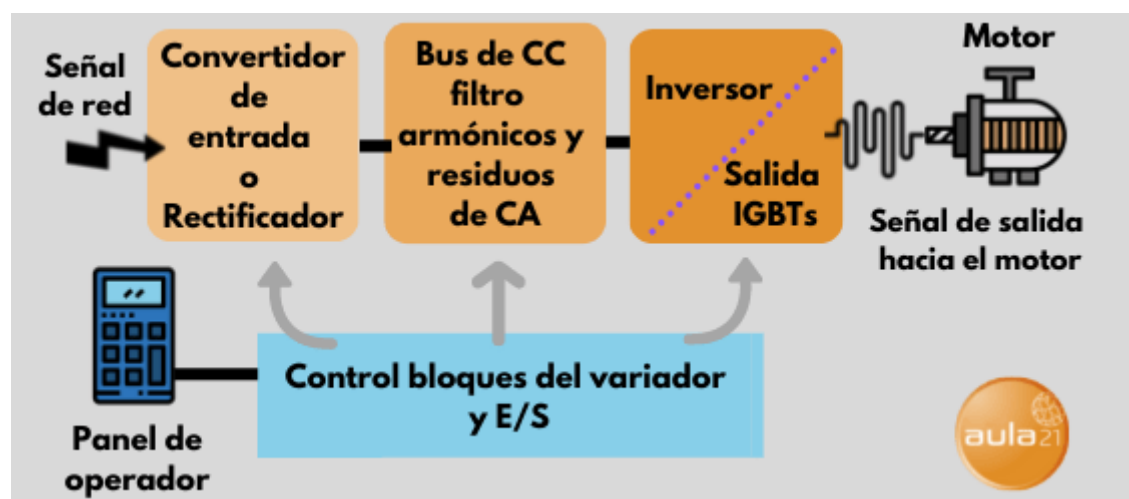 Señal
de red
Convertidor
de
entrada
o
Rectificador
Bus de CC
filtro
armónicos y
residuos
de CA
Inversor
Salida
IGBTs
Motor
Señal de salida
hacia el motor
Control bloques del variador
y E/S
Panel de
operador
aula21